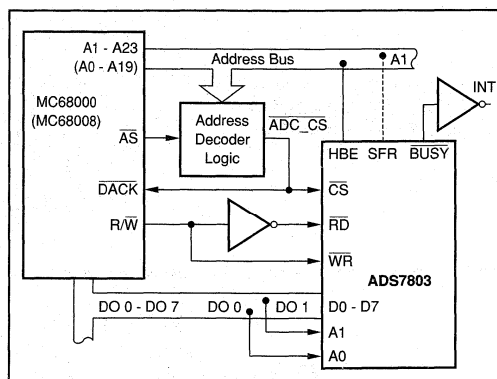 A1 - A23
(A0 - A19)
Address Bus
A1
MC68000
(MC68008)
INT
AS
Address
Decoder
Logic
ADC_CS
HBE SFR BUSY
DACK
CS
R/W
RD
WR
ADS7803
DO 0 - DO 7 DO 0 DO 1 D0 - D7
A1
A0